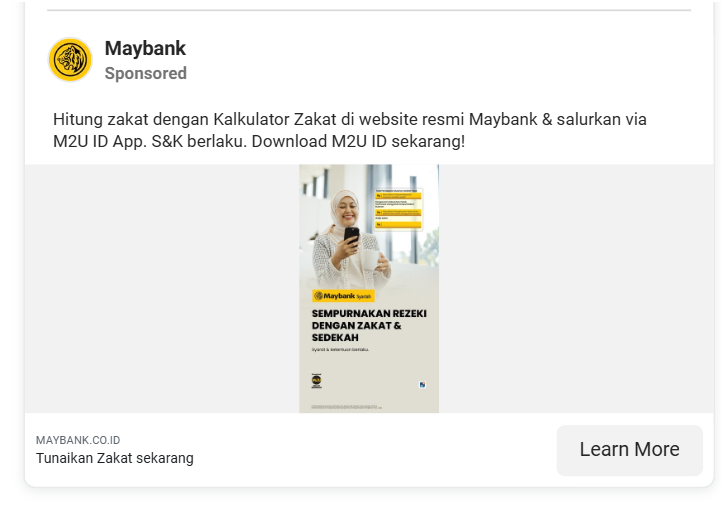 Maybank
Sponsored
Hitung zakat dengan Kalkulator Zakat di website resmi Maybank & salurkan via
M2U ID App. S&K berlaku. Download M2U ID sekarang!
Maybank Syariah
SEMPURNAKAN REZEKI
DENGAN ZAKAT &
SEDEKAH
Syarat & ketentuan berlaku.
MAYBANK.CO.ID
Tunaikan Zakat sekarang
Learn More